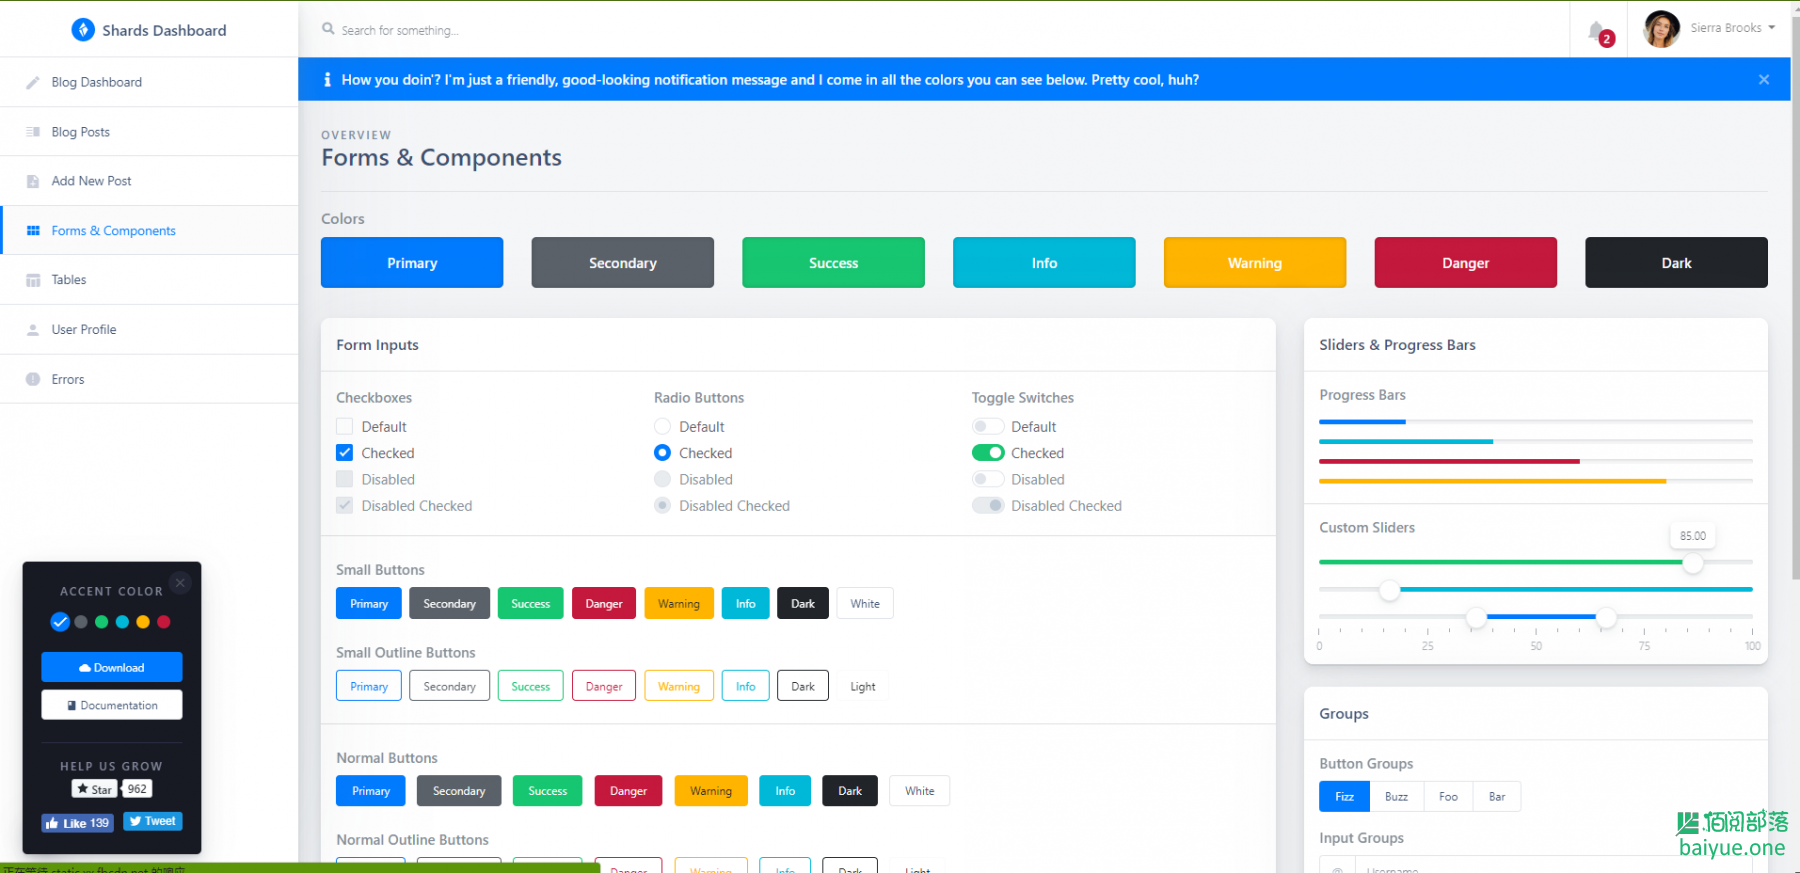 Shards Dashboard
Search for something...
2
Sierra Brooks
Blog Dashboard
Blog Posts
Add New Post
Forms & Components
Tables
User Profile
Errors
How you doin'? I'm just a friendly, good-looking notification message and I come in all the colors you can see below. Pretty cool, huh?
OVERVIEW
Forms & Components
Colors
Primary
Secondary
Success
Info
Warning
Danger
Dark
Form Inputs
Checkboxes
Default
Checked
Disabled
Disabled Checked
Radio Buttons
Default
Checked
Disabled
Disabled Checked
Toggle Switches
Default
Checked
Disabled
Disabled Checked
Small Buttons
Primary Secondary Success Danger Warning Info Dark White
Small Outline Buttons
Primary Secondary Success Danger Warning Info Dark Light
Normal Buttons
Primary Secondary Success Danger Warning Info Dark White
Normal Outline Buttons
Danger Warning Info Dark Light
Sliders & Progress Bars
Progress Bars
Custom Sliders
85.00
0 25 50 75 100
Groups
Button Groups
Fizz Buzz Foo Bar
Input Groups
@ Username
ACCENT COLOR
Download
Documentation
HELP US GROW
Star 962
Like 139
Tweet
佰阅部落
baiyue.one